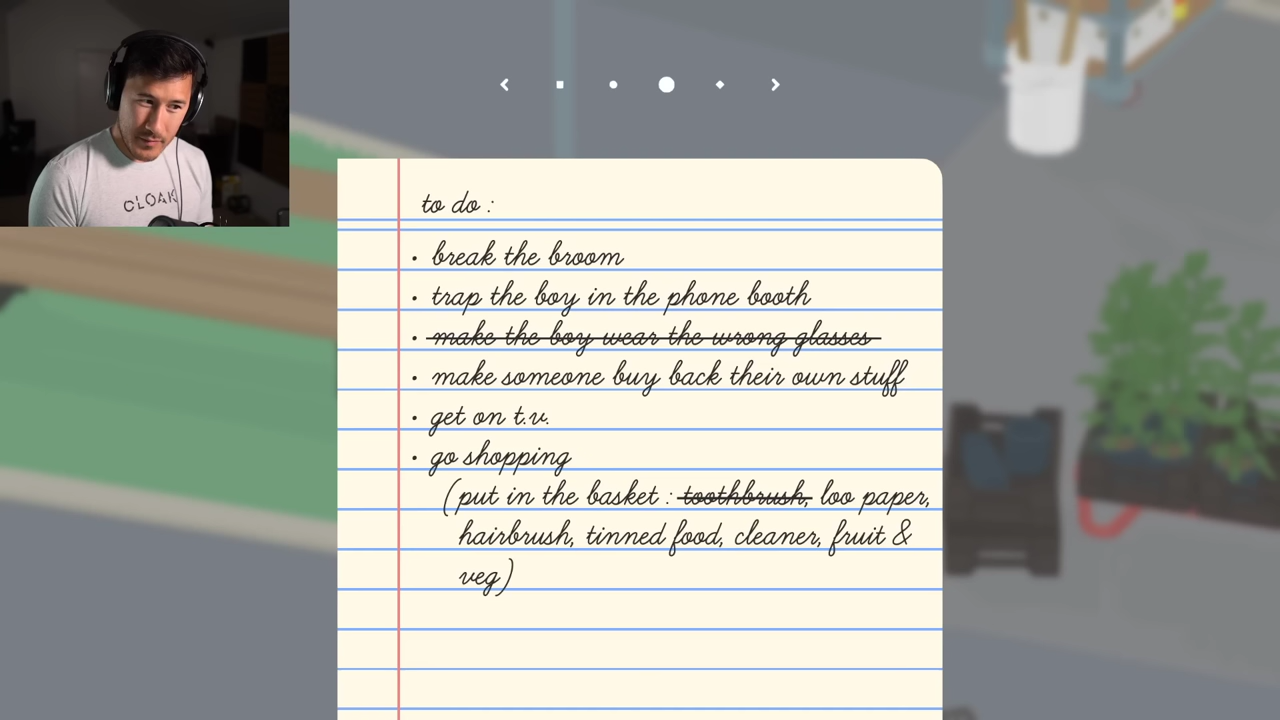 CLOAK
to do :
• break the broom
• trap the boy in the phone booth
• make the boy wear the wrong glasses
• make someone buy back their own stuff
• get on t.v.
• go shopping
(put in the basket : toothbrush, loo paper,
hairbrush, tinned food, cleaner, fruit &
veg)